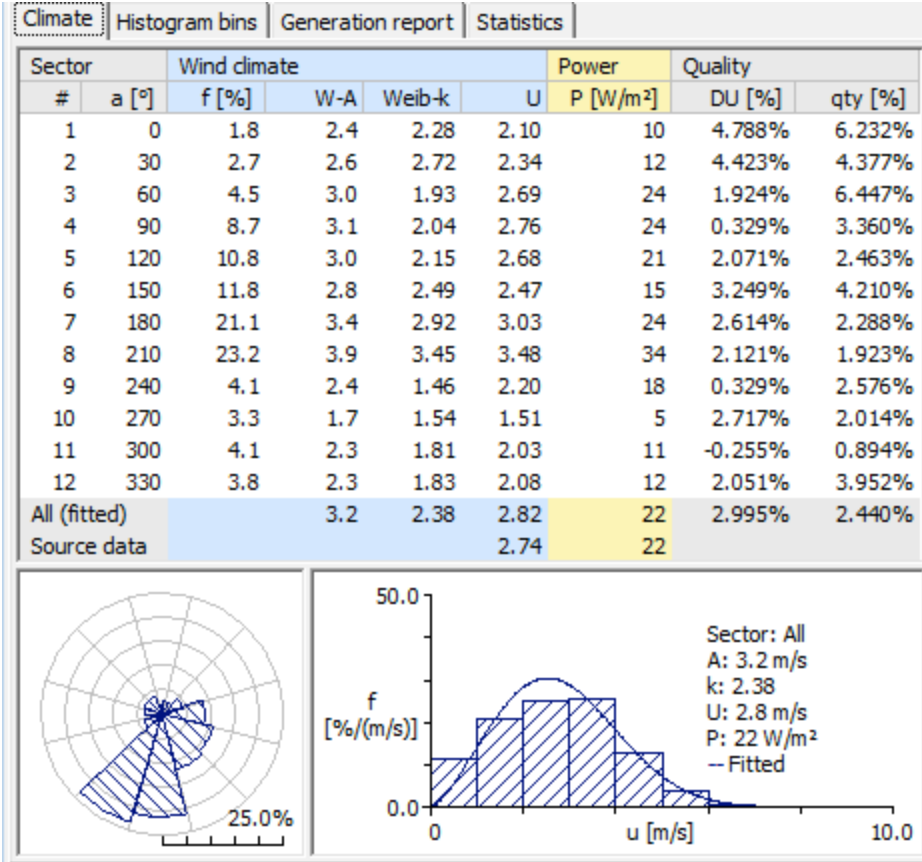 Climate Histogram bins Generation report Statistics
Sector Wind climate Power Quality
# a [°] f [%] W-A Weib-k U P [W/m²] DU [%] qty [%]
1 0 1.8 2.4 2.28 2.10 10 4.788% 6.232%
2 30 2.7 2.6 2.72 2.34 12 4.423% 4.377%
3 60 4.5 3.0 1.93 2.69 24 1.924% 6.447%
4 90 8.7 3.1 2.04 2.76 24 0.329% 3.360%
5 120 10.8 3.0 2.15 2.68 21 2.071% 2.463%
6 150 11.8 2.8 2.49 2.47 15 3.249% 4.210%
7 180 21.1 3.4 2.92 3.03 24 2.614% 2.288%
8 210 23.2 3.9 3.45 3.48 34 2.121% 1.923%
9 240 4.1 2.4 1.46 2.20 18 0.329% 2.576%
10 270 3.3 1.7 1.54 1.51 5 2.717% 2.014%
11 300 4.1 2.3 1.81 2.03 11 -0.255% 0.894%
12 330 3.8 2.3 1.83 2.08 12 2.051% 3.952%
All (fitted) 3.2 2.38 2.82 22 2.995% 2.440%
Source data 2.74 22
25.0%
50.0
f
[%/(m/s)]
0.0
0 u [m/s] 10.0
Sector: All
A: 3.2 m/s
k: 2.38
U: 2.8 m/s
P: 22 W/m²
-- Fitted